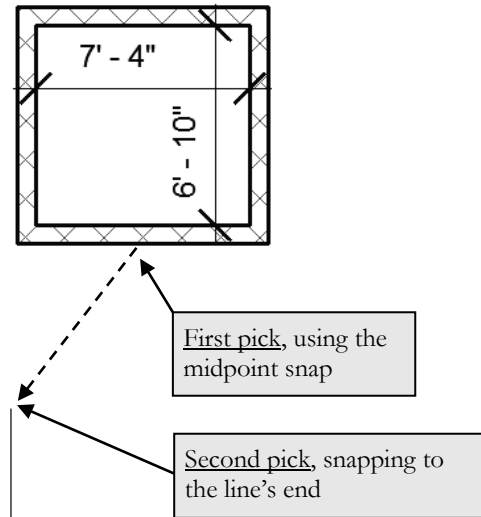 7' - 4"
6' - 10"
First pick, using the
midpoint snap
Second pick, snapping to
the line’s end